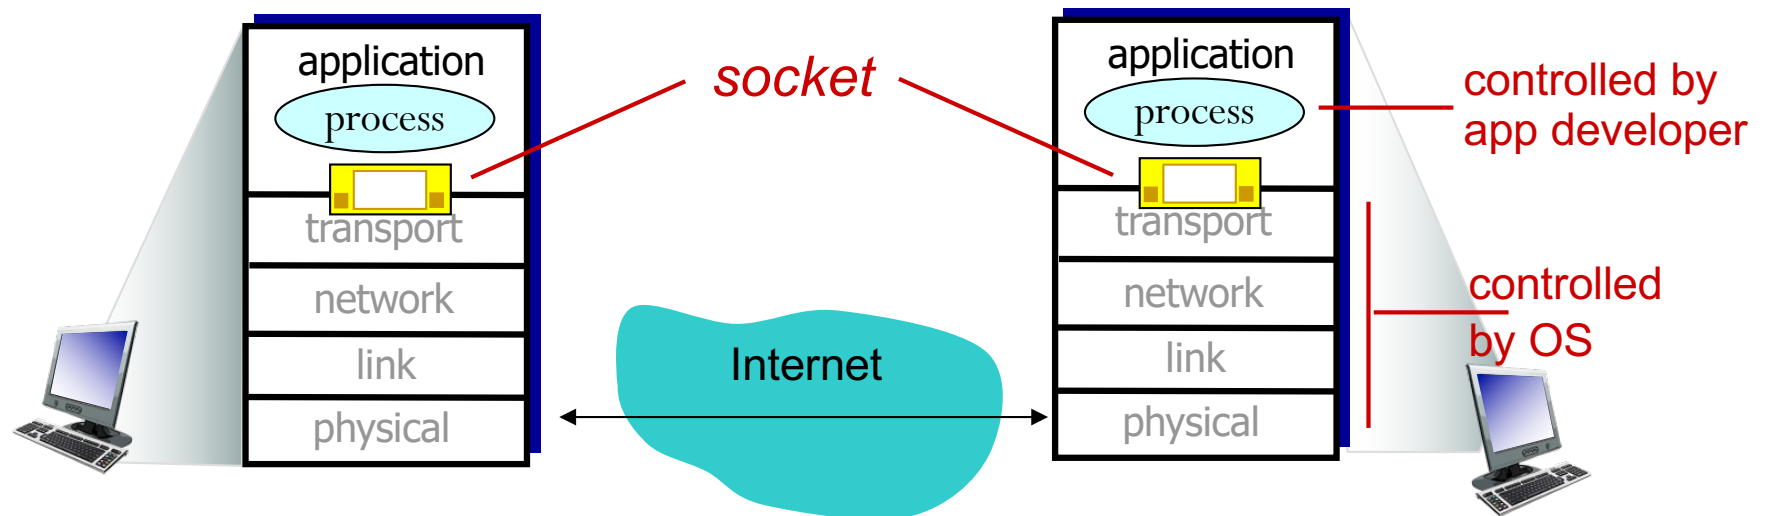 application
process
transport
network
link
physical
socket
Internet
application
process
transport
network
link
physical
controlled by
app developer
controlled
by OS